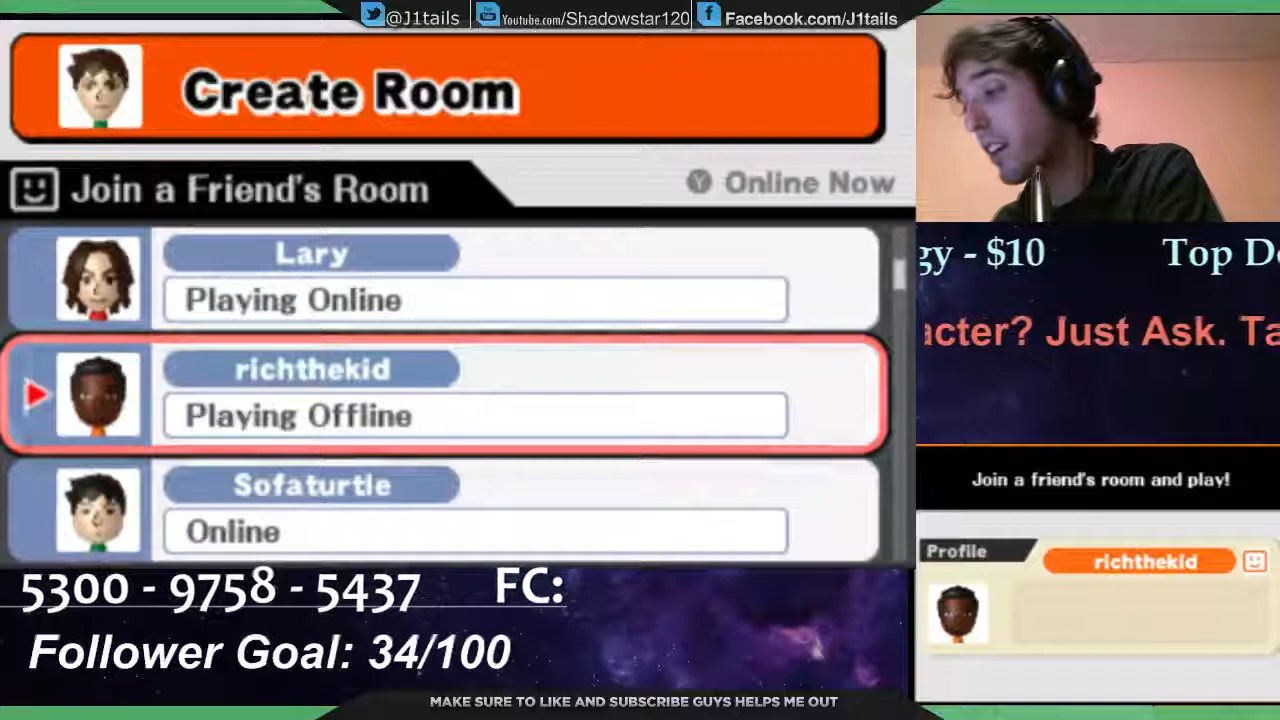 @J1tails Youtube.com/Shadowstar120 Facebook.com/J1tails
Create Room
Join a Friend's Room
Y Online Now
Lary
Playing Online
richthekid
Playing Offline
Sofaturtle
Online
5300 - 9758 - 5437 FC:
Follower Goal: 34/100
gy - $10 Top D
acter? Just Ask. Ta
Join a friend's room and play!
Profile
richthekid
MAKE SURE TO LIKE AND SUBSCRIBE GUYS HELPS ME OUT